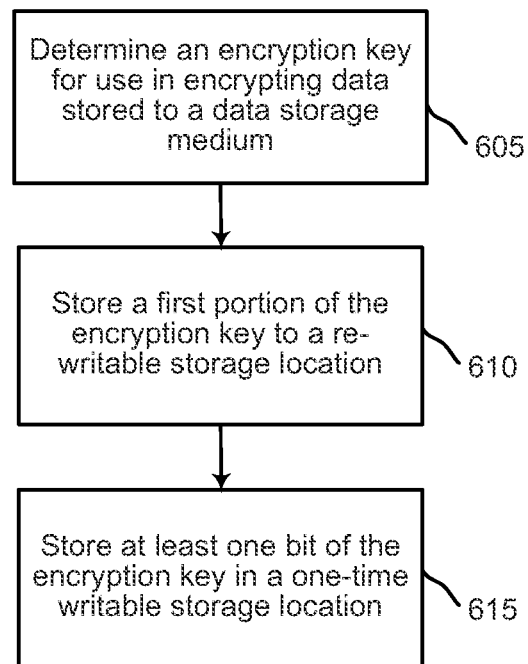 Determine an encryption key
for use in encrypting data
stored to a data storage
medium
605
Store a first portion of the
encryption key to a re-
writable storage location
610
Store at least one bit of the
encryption key in a one-time
writable storage location
615